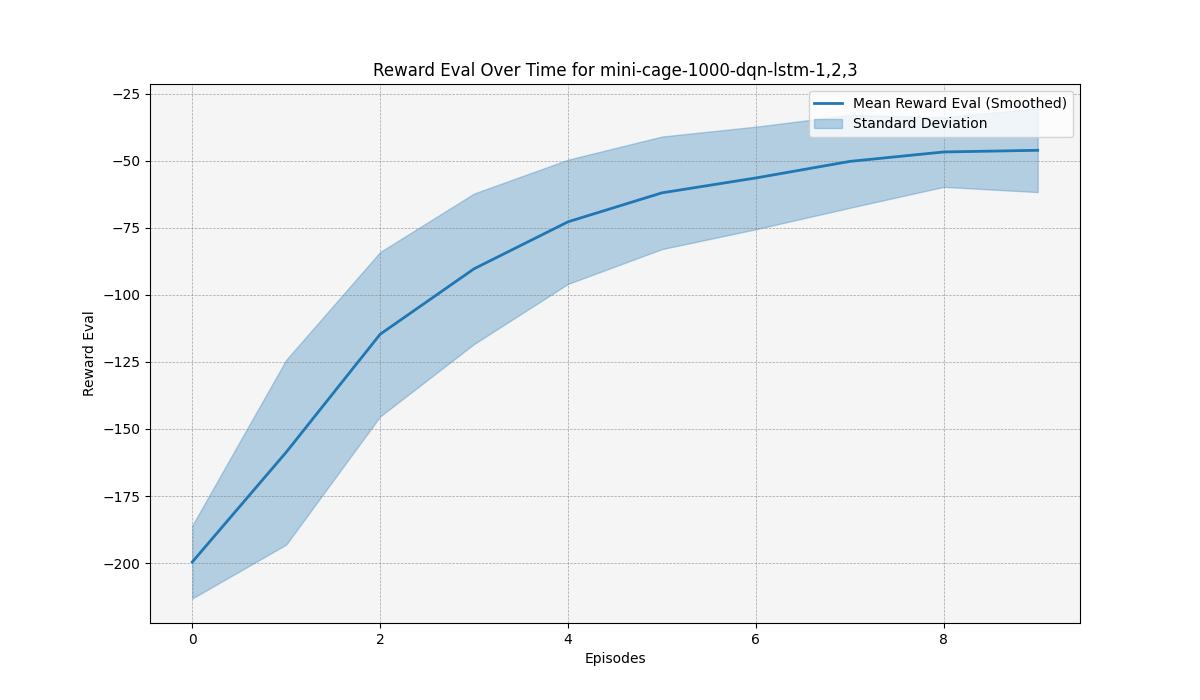 Reward Eval Over Time for mini-cage-1000-dqn-lstm-1,2,3
Mean Reward Eval (Smoothed)
Standard Deviation
Reward Eval
−25
−50
−75
−100
−125
−150
−175
−200
0
2
4
6
8
Episodes